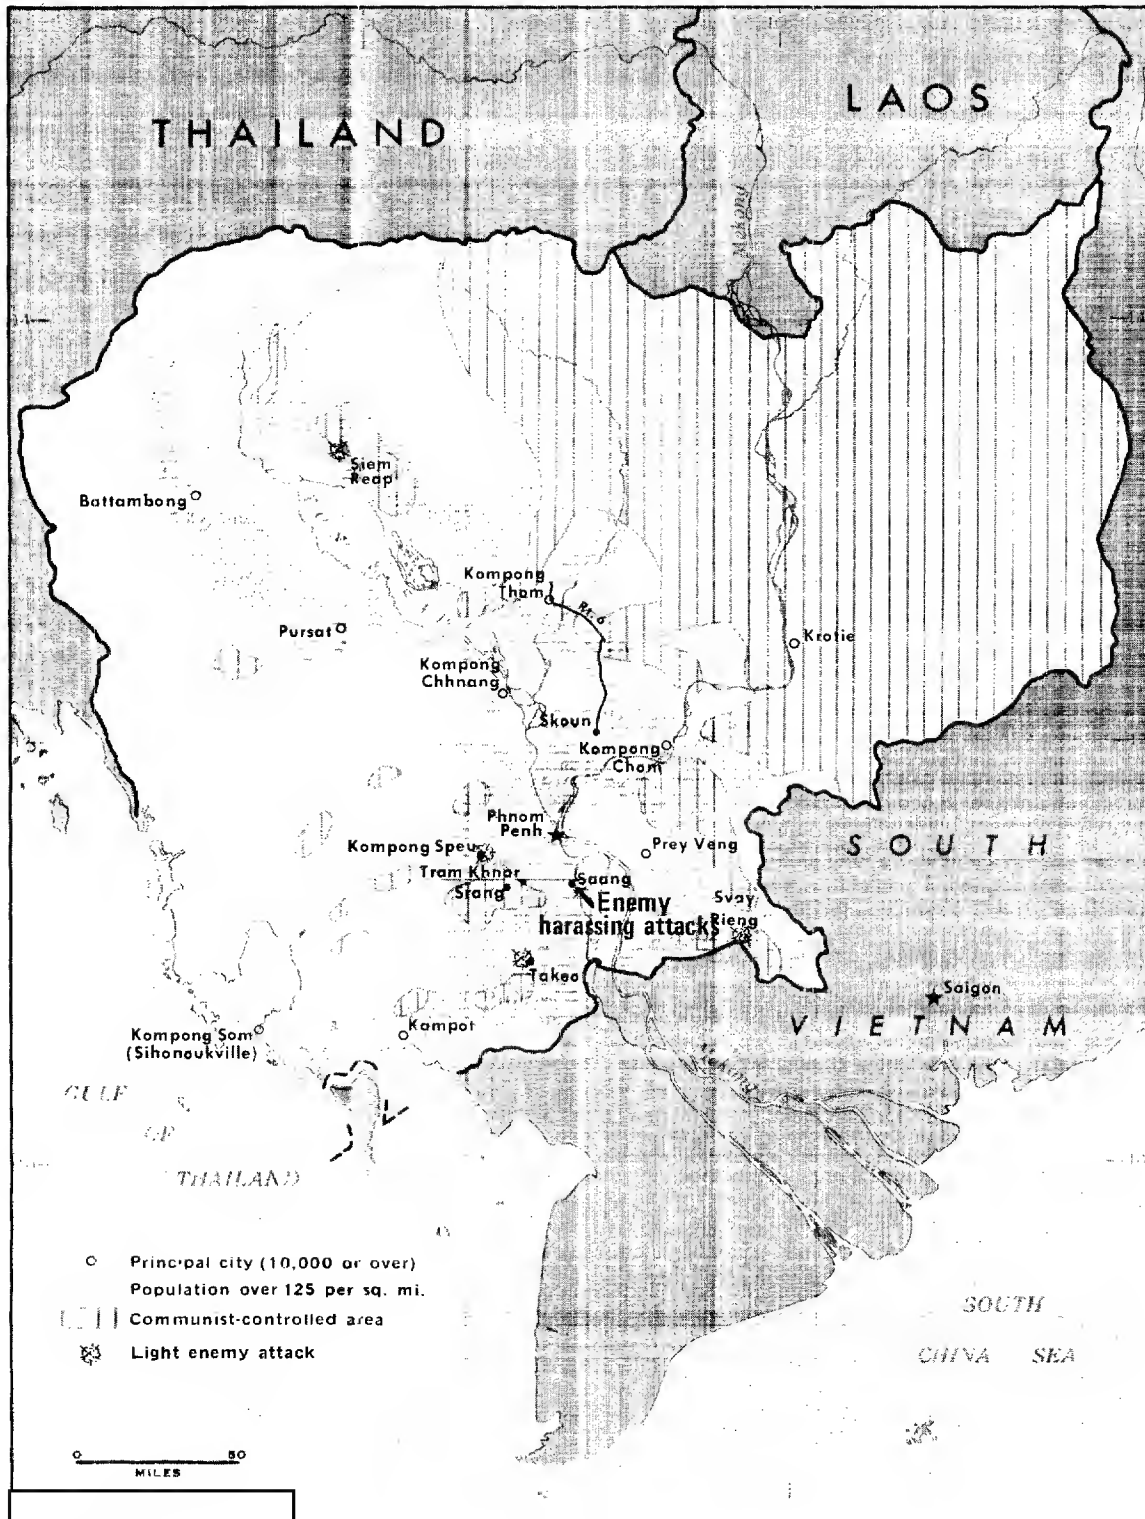 THAILAND
LAOS
Mekong
Siem
Reap
Battambong
Kompong
Thom
Rt. 6
Pursat
Kratie
Kompong
Chhnang
Skoun
Kompong
Cham
Phnom
Penh
SOUTH
Kompong Speu
Prey Veng
Tram Khnar
Srang
Saang
Svay
Rieng
Enemy
harassing attacks
Takeo
Saigon
VIETNAM
Kampot
Kompong Som
(Sihanoukville)
Mekong
GULF
OF
THAILAND
Principal city (10,000 or over)
Population over 125 per sq. mi.
Communist-controlled area
Light enemy attack
SOUTH
CHINA SEA
0 50
MILES